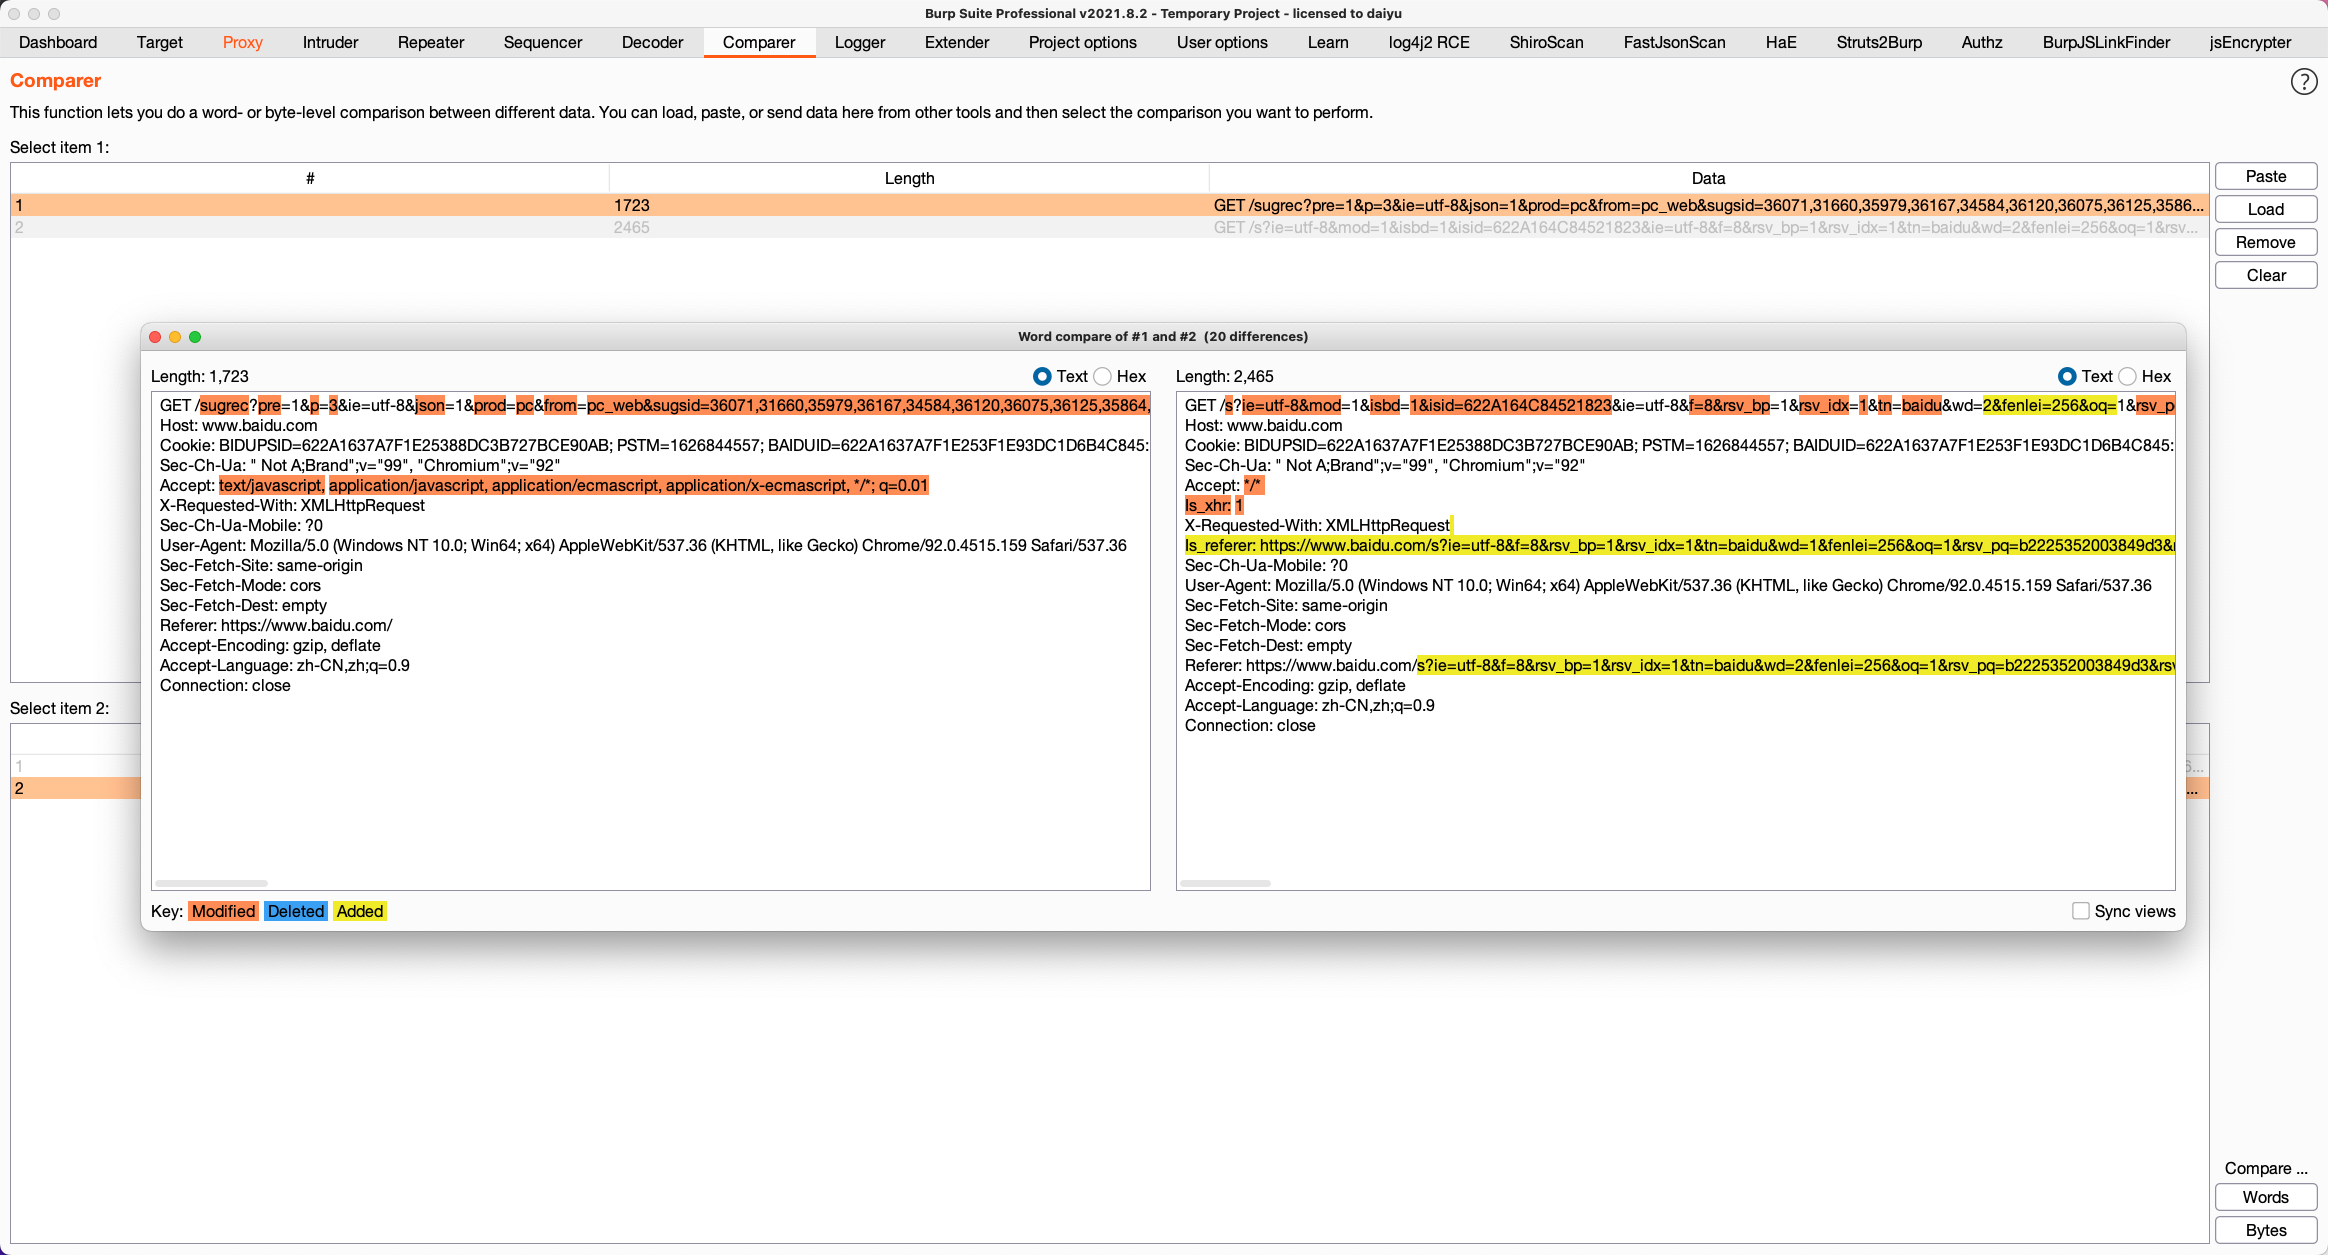 Burp Suite Professional v2021.8.2 - Temporary Project - licensed to daiyu
Dashboard Target Proxy Intruder Repeater Sequencer Decoder Comparer Logger Extender Project options User options Learn log4j2 RCE ShiroScan FastJsonScan HaE Struts2Burp Authz BurpJSLinkFinder jsEncrypter
Comparer
?
This function lets you do a word- or byte-level comparison between different data. You can load, paste, or send data here from other tools and then select the comparison you want to perform.
Select item 1:
# Length Data
1 1723 GET /sugrec?pre=1&p=3&ie=utf-8&json=1&prod=pc&from=pc_web&sugsid=36071,31660,35979,36167,34584,36120,36075,36125,3586...
2 2465 GET /s?ie=utf-8&mod=1&isbd=1&isid=622A164C84521823&ie=utf-8&f=8&rsv_bp=1&rsv_idx=1&tn=baidu&wd=2&fenlei=256&oq=1&rsv...
Paste
Load
Remove
Clear
Word compare of #1 and #2 (20 differences)
Length: 1,723 Text Hex
GET /sugrec?pre=1&p=3&ie=utf-8&json=1&prod=pc&from=pc_web&sugsid=36071,31660,35979,36167,34584,36120,36075,36125,35864,
Host: www.baidu.com
Cookie: BIDUPSID=622A1637A7F1E25388DC3B727BCE90AB; PSTM=1626844557; BAIDUID=622A1637A7F1E253F1E93DC1D6B4C845:
Sec-Ch-Ua: " Not A;Brand";v="99", "Chromium";v="92"
Accept: text/javascript, application/javascript, application/ecmascript, application/x-ecmascript, */*; q=0.01
X-Requested-With: XMLHttpRequest
Sec-Ch-Ua-Mobile: ?0
User-Agent: Mozilla/5.0 (Windows NT 10.0; Win64; x64) AppleWebKit/537.36 (KHTML, like Gecko) Chrome/92.0.4515.159 Safari/537.36
Sec-Fetch-Site: same-origin
Sec-Fetch-Mode: cors
Sec-Fetch-Dest: empty
Referer: https://www.baidu.com/
Accept-Encoding: gzip, deflate
Accept-Language: zh-CN,zh;q=0.9
Connection: close
Length: 2,465 Text Hex
GET /s?ie=utf-8&mod=1&isbd=1&isid=622A164C84521823&ie=utf-8&f=8&rsv_bp=1&rsv_idx=1&tn=baidu&wd=2&fenlei=256&oq=1&rsv_p
Host: www.baidu.com
Cookie: BIDUPSID=622A1637A7F1E25388DC3B727BCE90AB; PSTM=1626844557; BAIDUID=622A1637A7F1E253F1E93DC1D6B4C845:
Sec-Ch-Ua: " Not A;Brand";v="99", "Chromium";v="92"
Accept: */*
Is_xhr: 1
X-Requested-With: XMLHttpRequest
Is_referer: https://www.baidu.com/s?ie=utf-8&f=8&rsv_bp=1&rsv_idx=1&tn=baidu&wd=1&fenlei=256&oq=1&rsv_pq=b2225352003849d3&
Sec-Ch-Ua-Mobile: ?0
User-Agent: Mozilla/5.0 (Windows NT 10.0; Win64; x64) AppleWebKit/537.36 (KHTML, like Gecko) Chrome/92.0.4515.159 Safari/537.36
Sec-Fetch-Site: same-origin
Sec-Fetch-Mode: cors
Sec-Fetch-Dest: empty
Referer: https://www.baidu.com/s?ie=utf-8&f=8&rsv_bp=1&rsv_idx=1&tn=baidu&wd=2&fenlei=256&oq=1&rsv_pq=b2225352003849d3&rsv
Accept-Encoding: gzip, deflate
Accept-Language: zh-CN,zh;q=0.9
Connection: close
Key: Modified Deleted Added
Sync views
Select item 2:
1 6...
2 ...
Compare ...
Words
Bytes